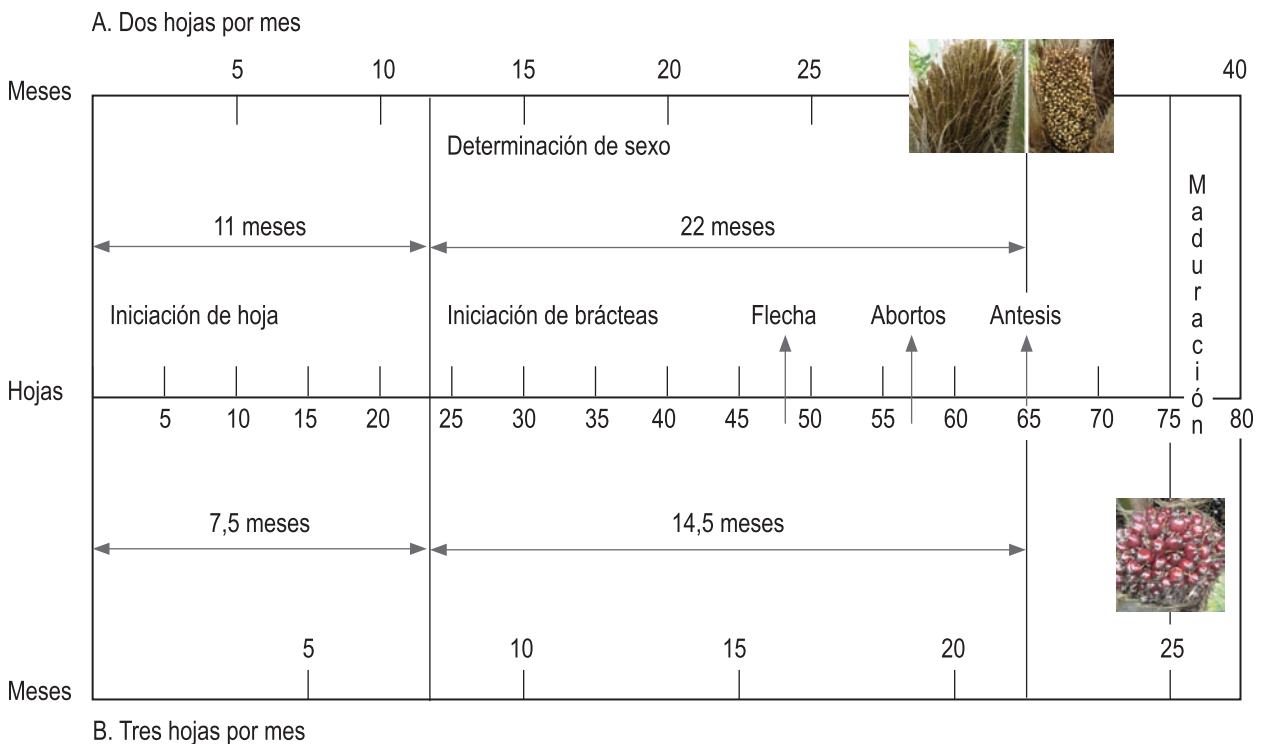 A. Dos hojas por mes
5 10 15 20 25 40
Meses
Determinación de sexo
11 meses 22 meses
Iniciación de hoja Iniciación de brácteas Flecha Abortos Antesis
Maduración
Hojas
5 10 15 20 25 30 35 40 45 50 55 60 65 70 75 80
7,5 meses 14,5 meses
5 10 15 20 25
Meses
B. Tres hojas por mes